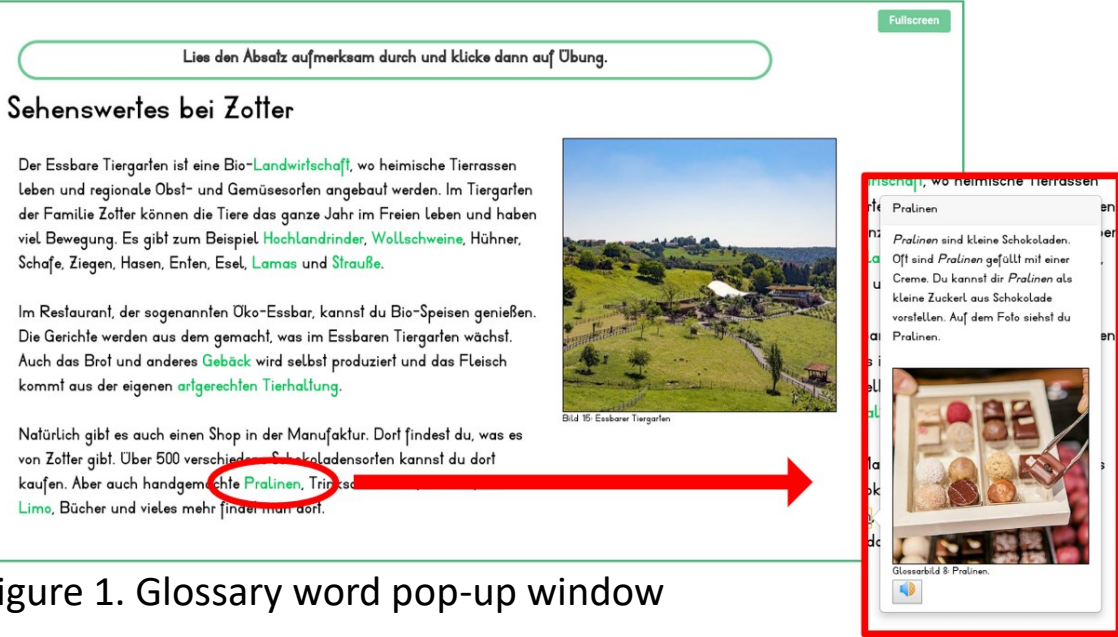 Fullscreen
Lies den Absatz aufmerksam durch und klicke dann auf Übung.
Sehenswertes bei Zotter
Der Essbare Tiergarten ist eine Bio-Landwirtschaft, wo heimische Tierrassen
leben und regionale Obst- und Gemüsesorten angebaut werden. Im Tiergarten
der Familie Zotter können die Tiere das ganze Jahr im Freien leben und haben
viel Bewegung. Es gibt zum Beispiel Hochlandrinder, Wollschweine, Hühner,
Schafe, Ziegen, Hasen, Enten, Esel, Lamas und Strauße.
Im Restaurant, der sogenannten Öko-Essbar, kannst du Bio-Speisen genießen.
Die Gerichte werden aus dem gemacht, was im Essbaren Tiergarten wächst.
Auch das Brot und anderes Gebäck wird selbst produziert und das Fleisch
kommt aus der eigenen artgerechten Tierhaltung.
Natürlich gibt es auch einen Shop in der Manufaktur. Dort findest du, was es
von Zotter gibt. Über 500 verschiedene Schokoladensorten kannst du dort
kaufen. Aber auch handgemachte Pralinen,
Limo, Bücher und vieles mehr findet man dort.
Bild 15: Essbarer Tiergarten
wo heimische Tierrassen
Pralinen
Pralinen sind kleine Schokoladen.
Oft sind Pralinen gefüllt mit einer
Creme. Du kannst dir Pralinen als
kleine Zuckerl aus Schokolade
vorstellen. Auf dem Foto siehst du
Pralinen.
Glossarbild 8: Pralinen.
igure 1. Glossary word pop-up window